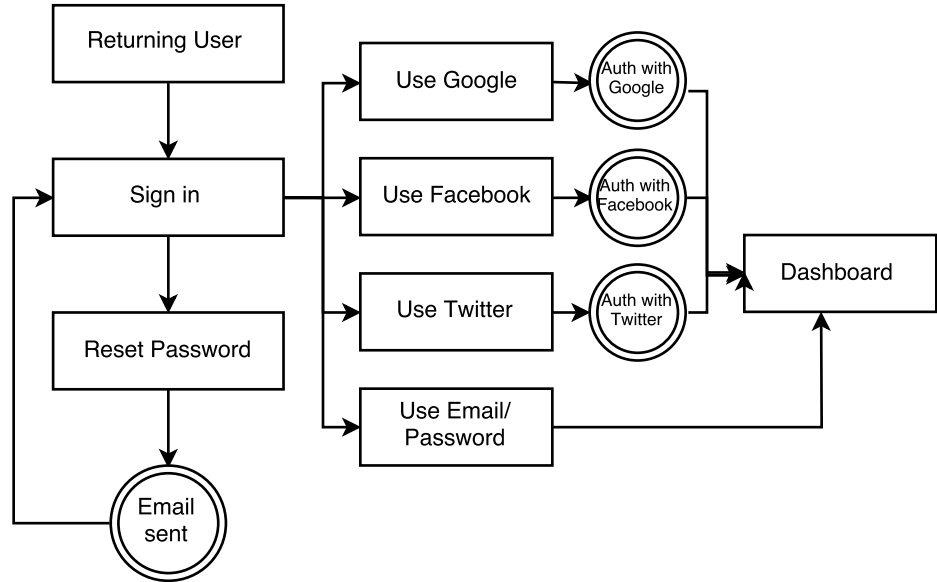 Returning User
Sign in
Reset Password
Email
sent
Use Google
Auth with
Google
Use Facebook
Auth with
Facebook
Use Twitter
Auth with
Twitter
Use Email/
Password
Dashboard